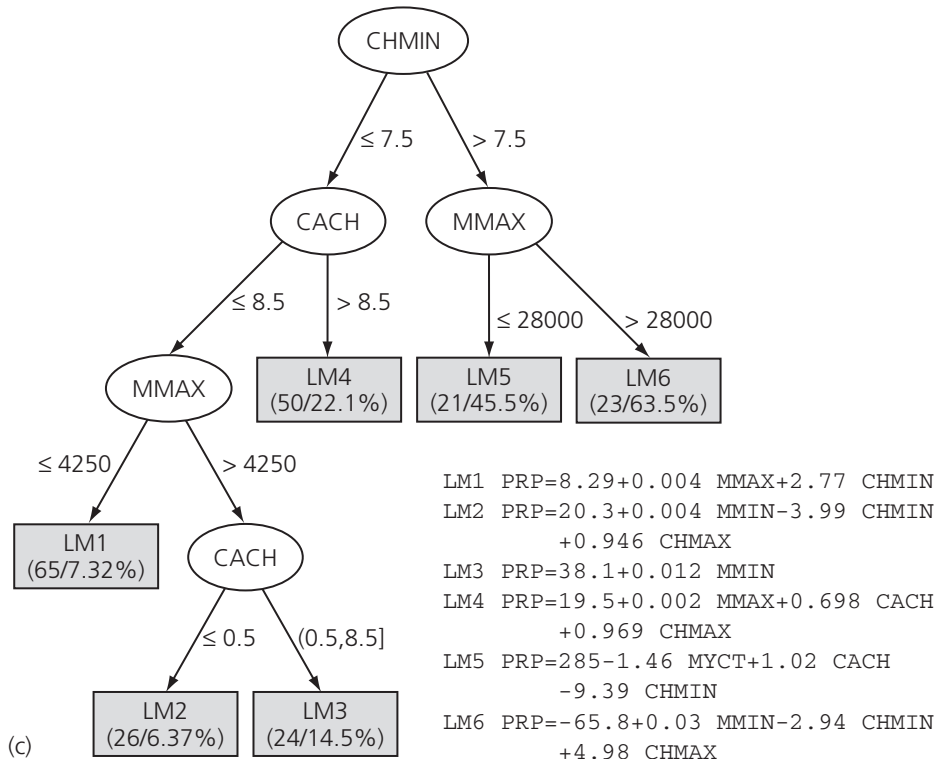 CHMIN
≤ 7.5
> 7.5
CACH
MMAX
≤ 8.5
> 8.5
≤ 28000
> 28000
MMAX
LM4
(50/22.1%)
LM5
(21/45.5%)
LM6
(23/63.5%)
≤ 4250
> 4250
LM1
(65/7.32%)
CACH
≤ 0.5
(0.5,8.5]
LM2
(26/6.37%)
LM3
(24/14.5%)
LM1 PRP=8.29+0.004 MMAX+2.77 CHMIN
LM2 PRP=20.3+0.004 MMIN-3.99 CHMIN
+0.946 CHMAX
LM3 PRP=38.1+0.012 MMIN
LM4 PRP=19.5+0.002 MMAX+0.698 CACH
+0.969 CHMAX
LM5 PRP=285-1.46 MYCT+1.02 CACH
-9.39 CHMIN
LM6 PRP=-65.8+0.03 MMIN-2.94 CHMIN
+4.98 CHMAX
(c)